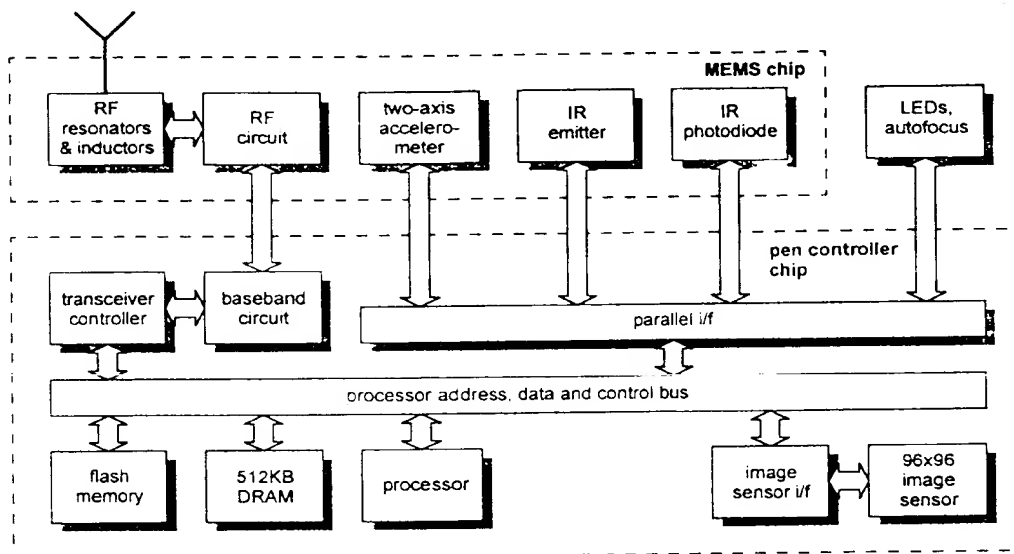 MEMS chip
RF
resonators
& inductors
RF
circuit
two-axis
accelero-
meter
IR
emitter
IR
photodiode
LEDs,
autofocus
pen controller
chip
transceiver
controller
baseband
circuit
parallel i/f
processor address, data and control bus
flash
memory
512KB
DRAM
processor
image
sensor i/f
96x96
image
sensor